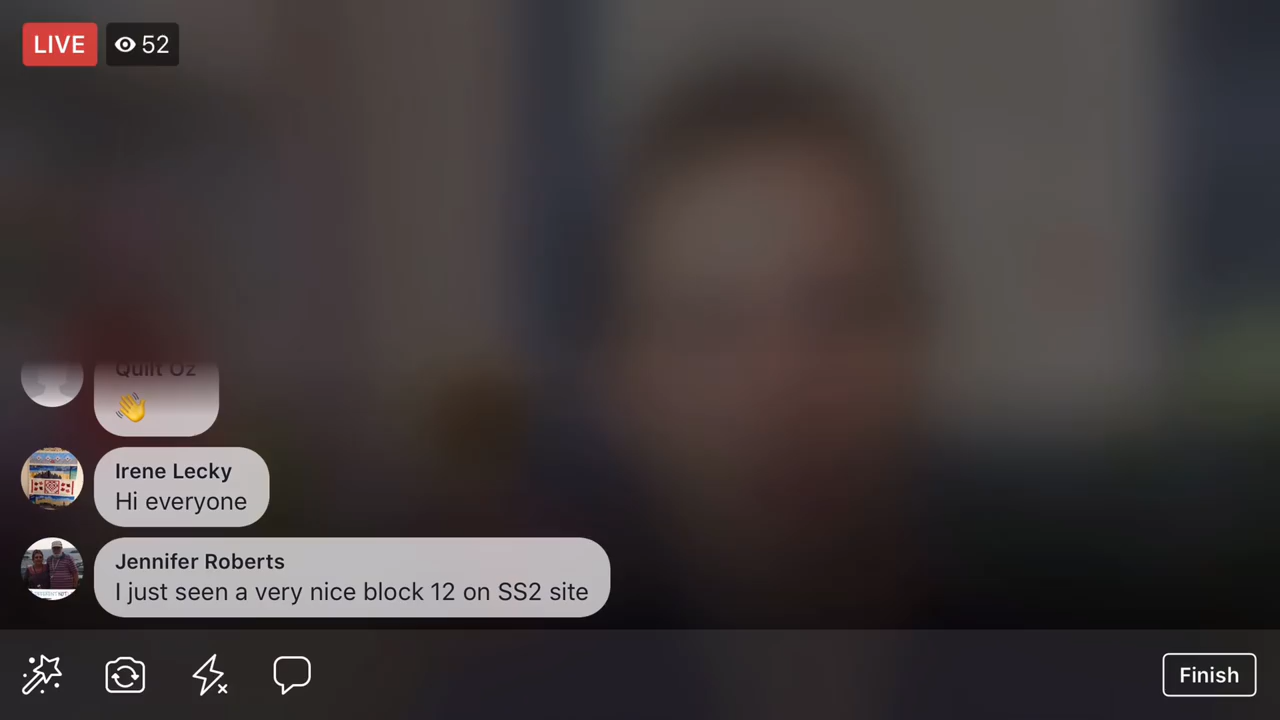 LIVE 52
Quilt Oz
👋
Irene Lecky
Hi everyone
Jennifer Roberts
I just seen a very nice block 12 on SS2 site
Finish